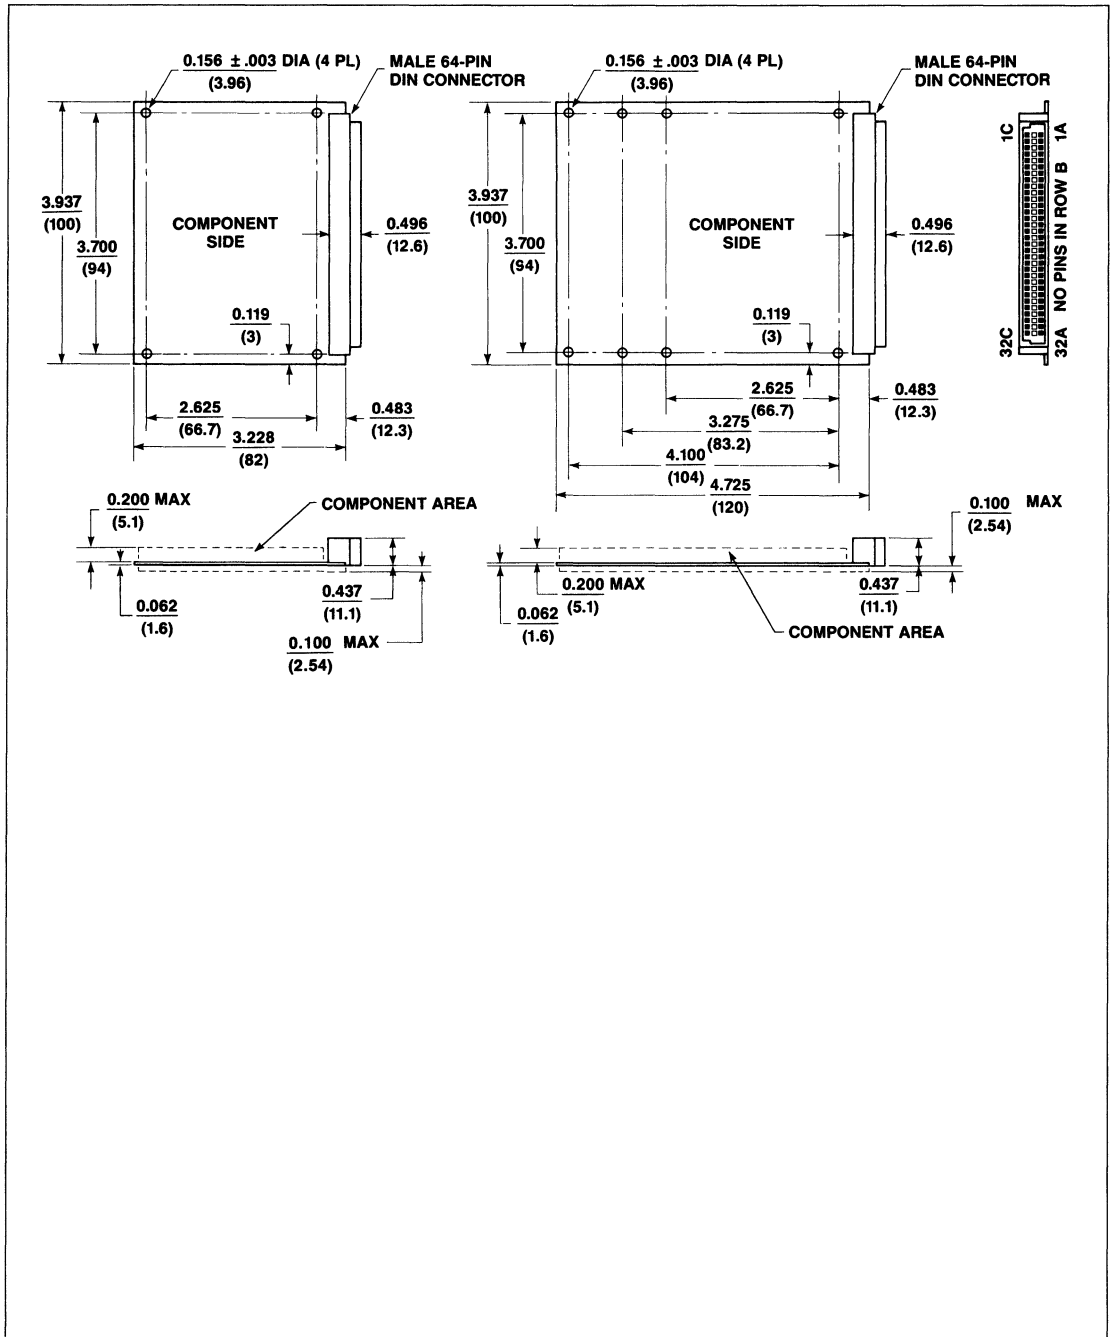 0.156 ± .003 DIA (4 PL)
(3.96)
MALE 64-PIN
DIN CONNECTOR
3.937
(100)
3.700
(94)
COMPONENT
SIDE
0.496
(12.6)
0.119
(3)
2.625
(66.7)
0.483
(12.3)
3.228
(82)
0.200 MAX
(5.1)
COMPONENT AREA
0.062
(1.6)
0.437
(11.1)
0.100 MAX
(2.54)
0.156 ± .003 DIA (4 PL)
(3.96)
MALE 64-PIN
DIN CONNECTOR
3.937
(100)
3.700
(94)
COMPONENT
SIDE
0.496
(12.6)
0.119
(3)
2.625
(66.7)
0.483
(12.3)
3.275
(83.2)
4.100
(104)
4.725
(120)
0.100 MAX
(2.54)
0.200 MAX
(5.1)
0.062
(1.6)
0.437
(11.1)
COMPONENT AREA
1C
1A
NO PINS IN ROW B
32C
32A